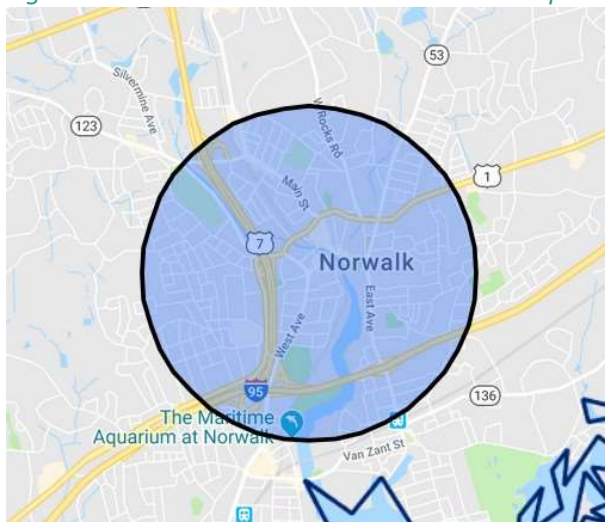 53
Silvermine Ave
123
W Rocks Rd
1
Main St
7
Norwalk
East Ave
West Ave
95
136
The Maritime
Aquarium at Norwalk
Van Zant St